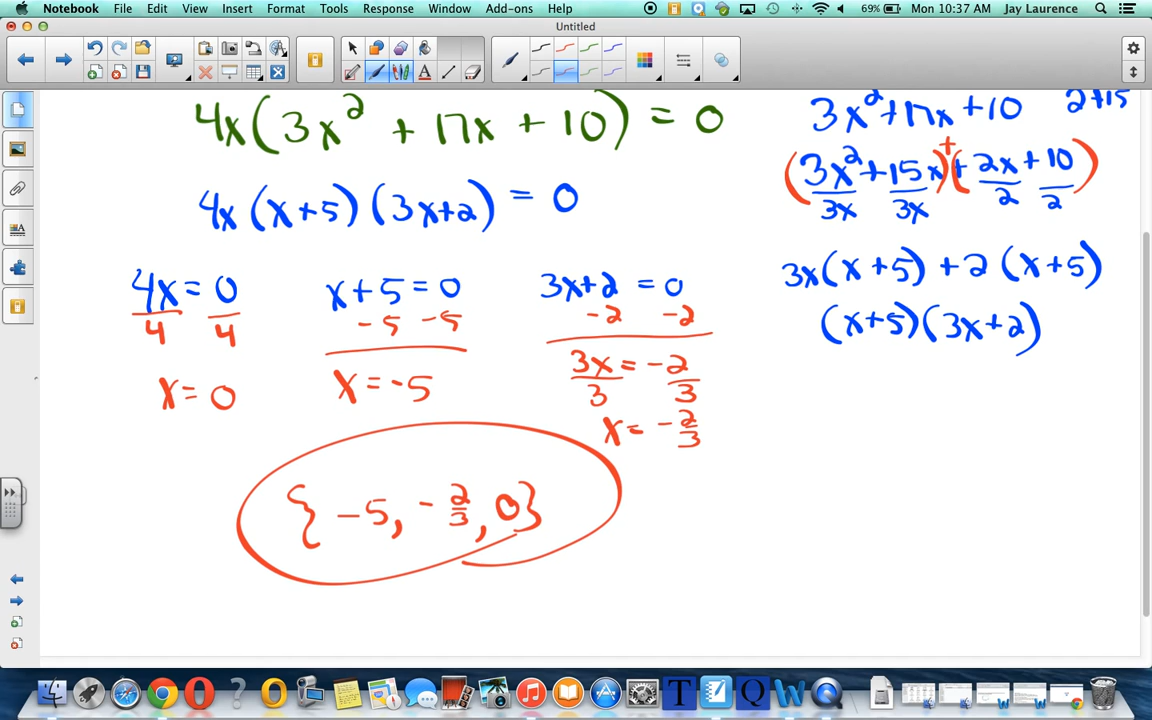 Notebook File Edit View Insert Format Tools Response Window Add-ons Help 69% Mon 10:37 AM Jay Laurence
Untitled
4x(3x² + 17x + 10) = 0
4x(x+5)(3x+2) = 0
4x = 0
4 4
x = 0
x+5 = 0
-5 -5
x = -5
3x+2 = 0
-2 -2
3x = -2
3 3
x = -2/3
{-5, -2/3, 0}
3x²+17x+10 2+15
(3x²+15x)+(+2x+10)
3x 3x 2 2
3x(x+5)+2(x+5)
(x+5)(3x+2)